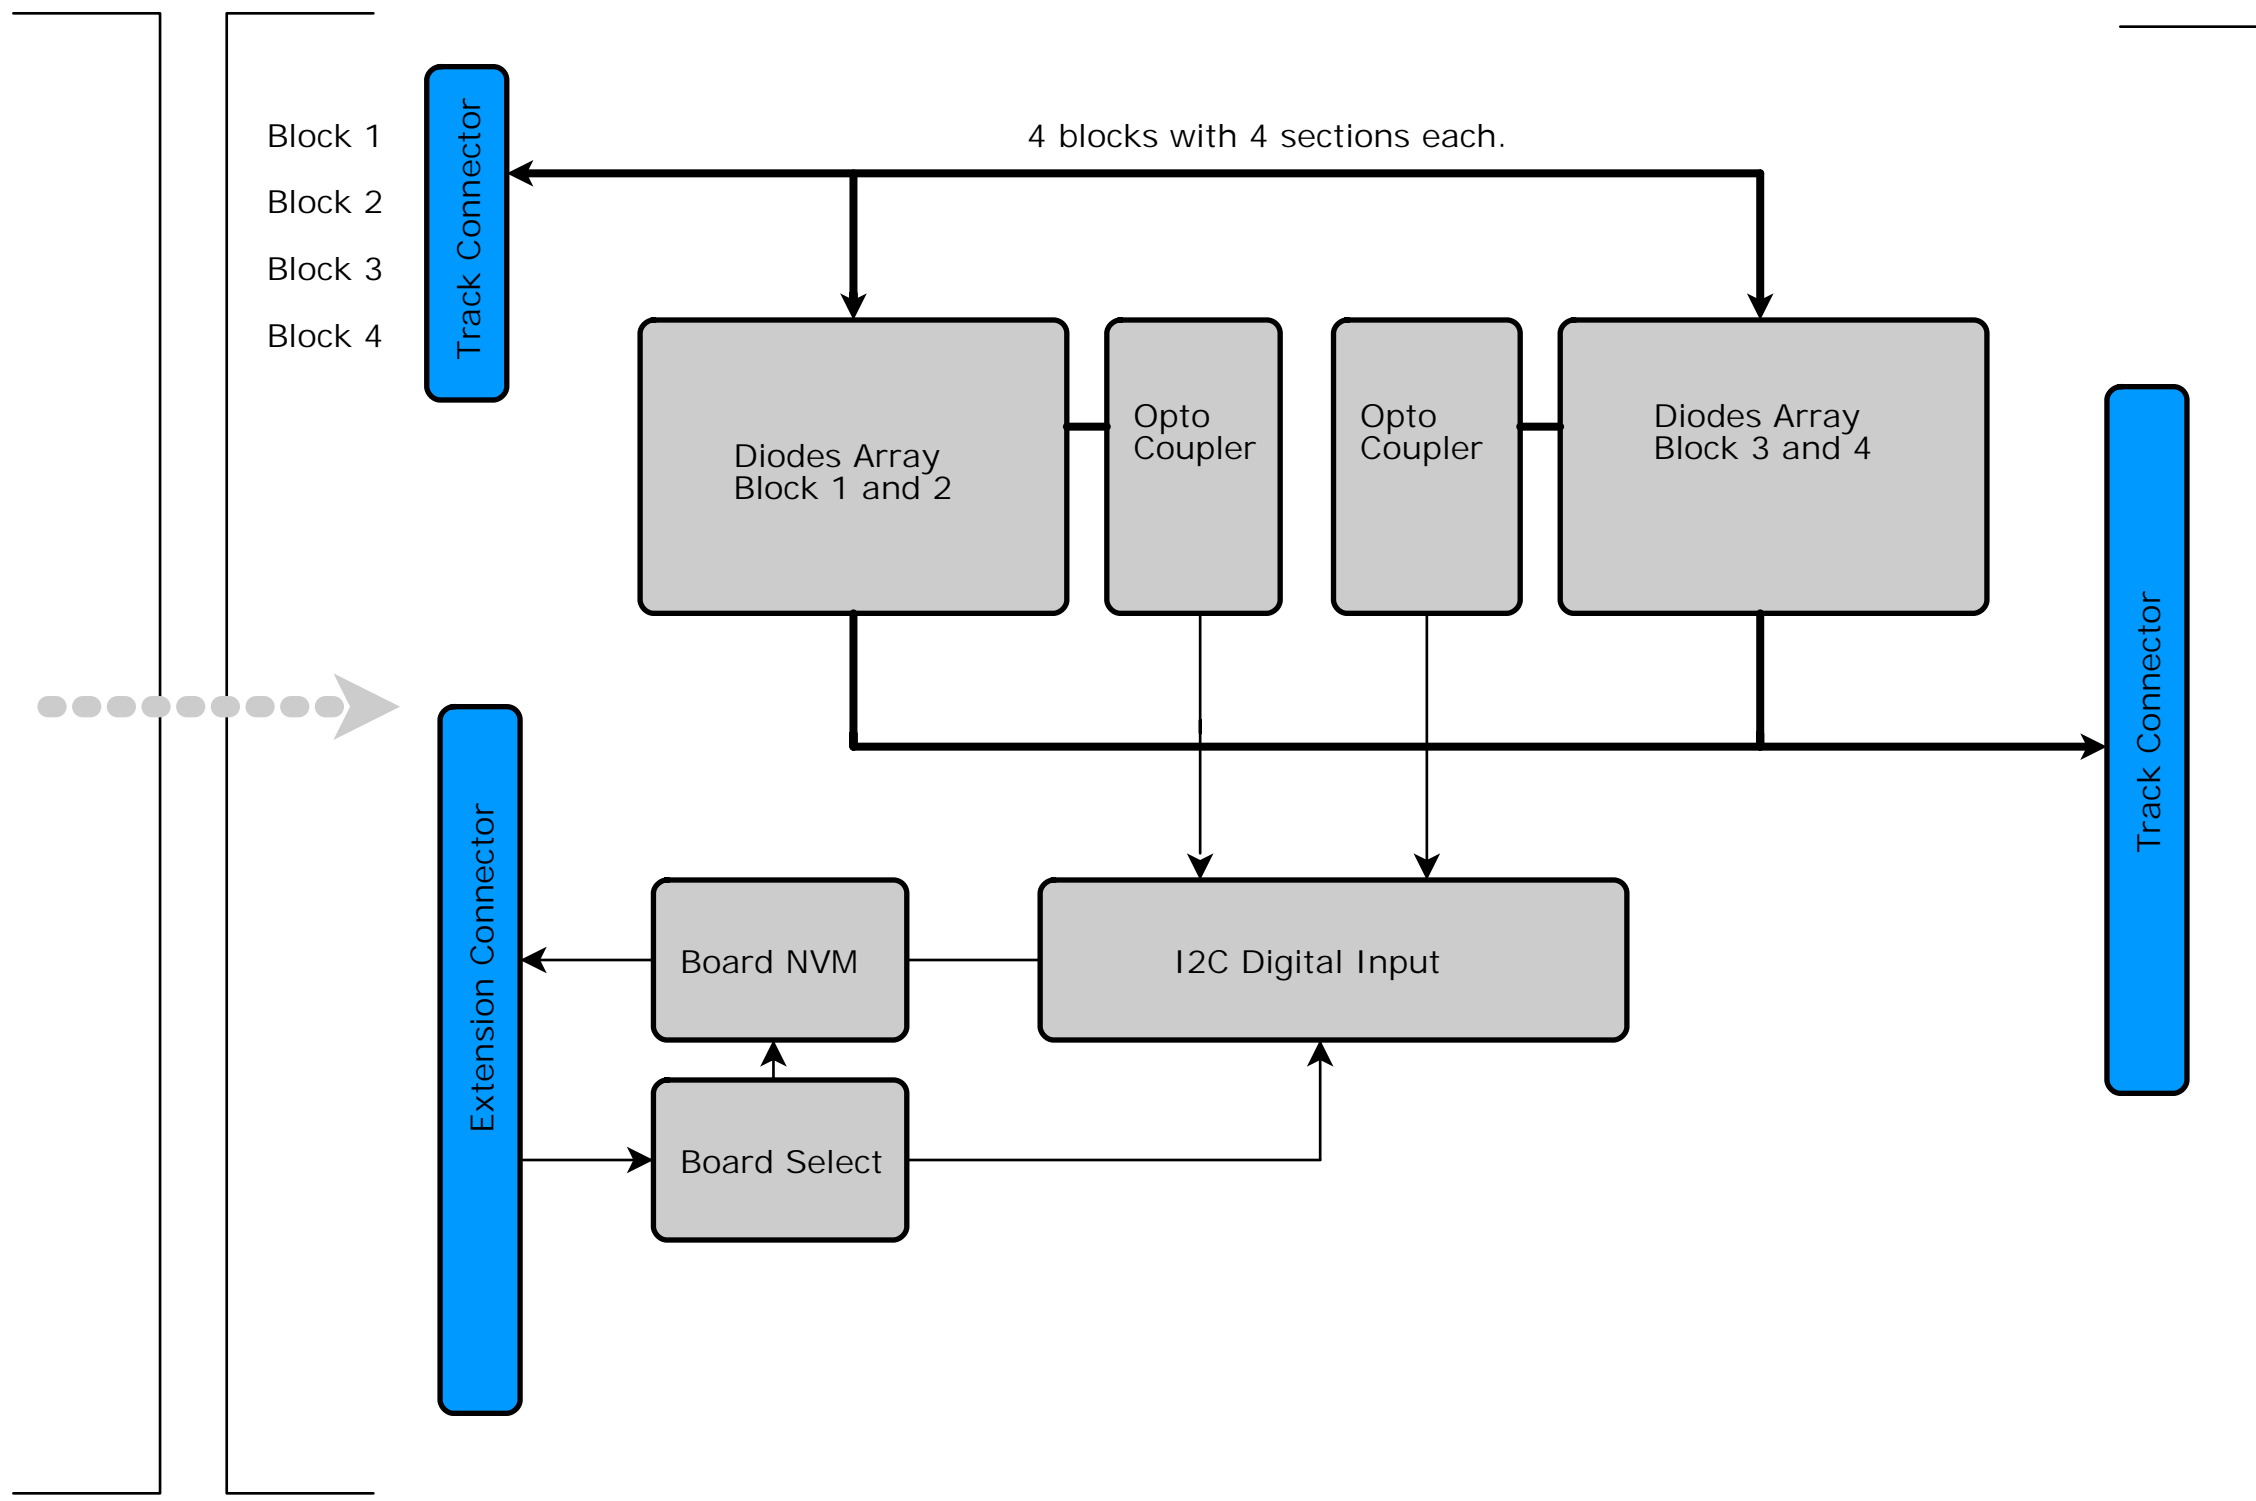 Block 1
Block 2
Block 3
Block 4
Track Connector
4 blocks with 4 sections each.
Diodes Array
Block 1 and 2
Opto
Coupler
Opto
Coupler
Diodes Array
Block 3 and 4
Track Connector
Extension Connector
Board NVM
I2C Digital Input
Board Select